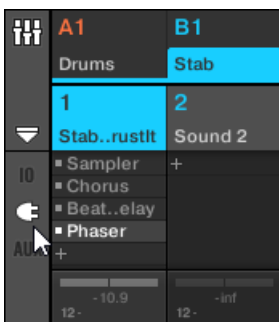 A1 B1
Drums Stab
1 2
Stab..rustIt Sound 2
IO ▪ Sampler +
▪ Chorus
▪ Beat..elay
▪ Phaser
AUX +
-10.9 -inf
12- 12-